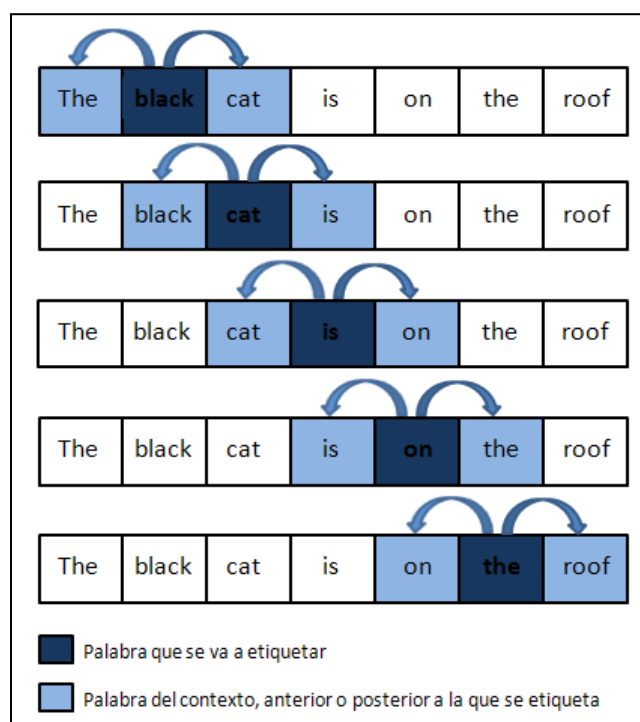 The black cat is on the roof
The black cat is on the roof
The black cat is on the roof
The black cat is on the roof
The black cat is on the roof
Palabra que se va a etiquetar
Palabra del contexto, anterior o posterior a la que se etiqueta